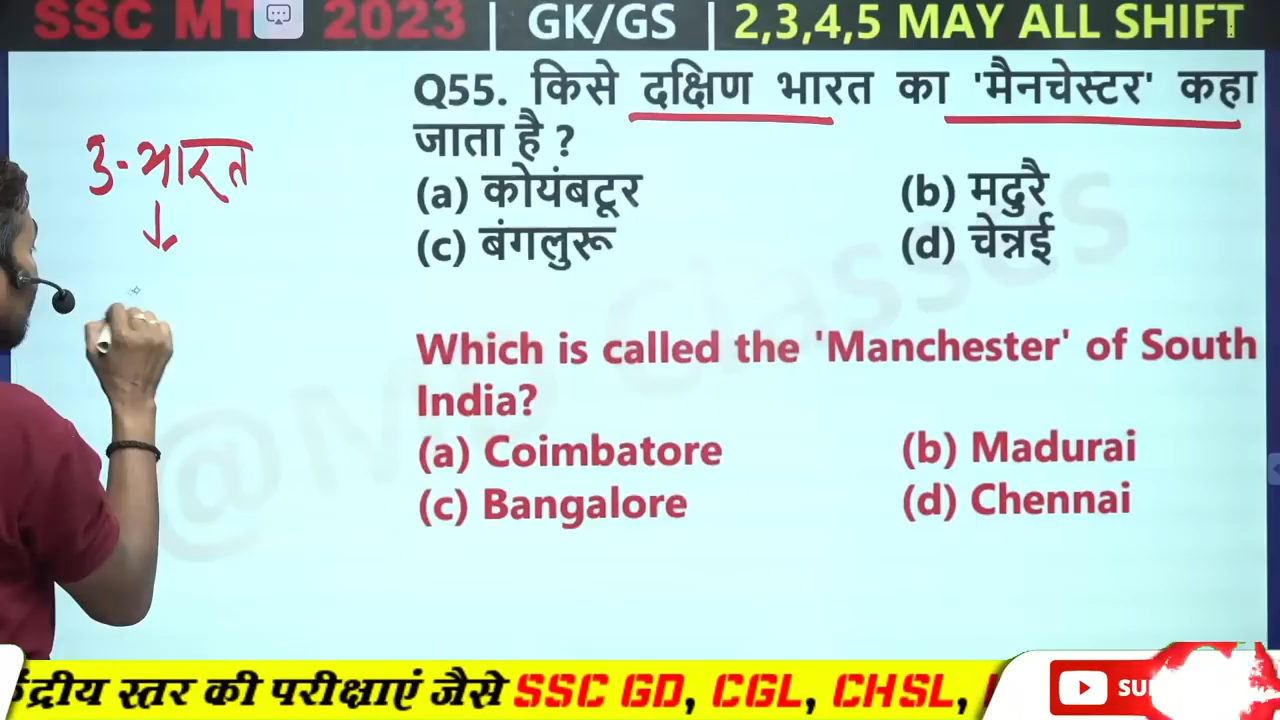 SSC MT 2023 | GK/GS | 2,3,4,5 MAY ALL SHIFT
Q55. किसे दक्षिण भारत का 'मैनचेस्टर' कहा
जाता है ?
(a) कोयंबटूर (b) मदुरै
(c) बंगलुरू (d) चेन्नई
उ-भारत
Which is called the 'Manchester' of South
India?
(a) Coimbatore (b) Madurai
(c) Bangalore (d) Chennai
@MD Classes
द्रीय स्तर की परीक्षाएं जैसे SSC GD, CGL, CHSL,
SU